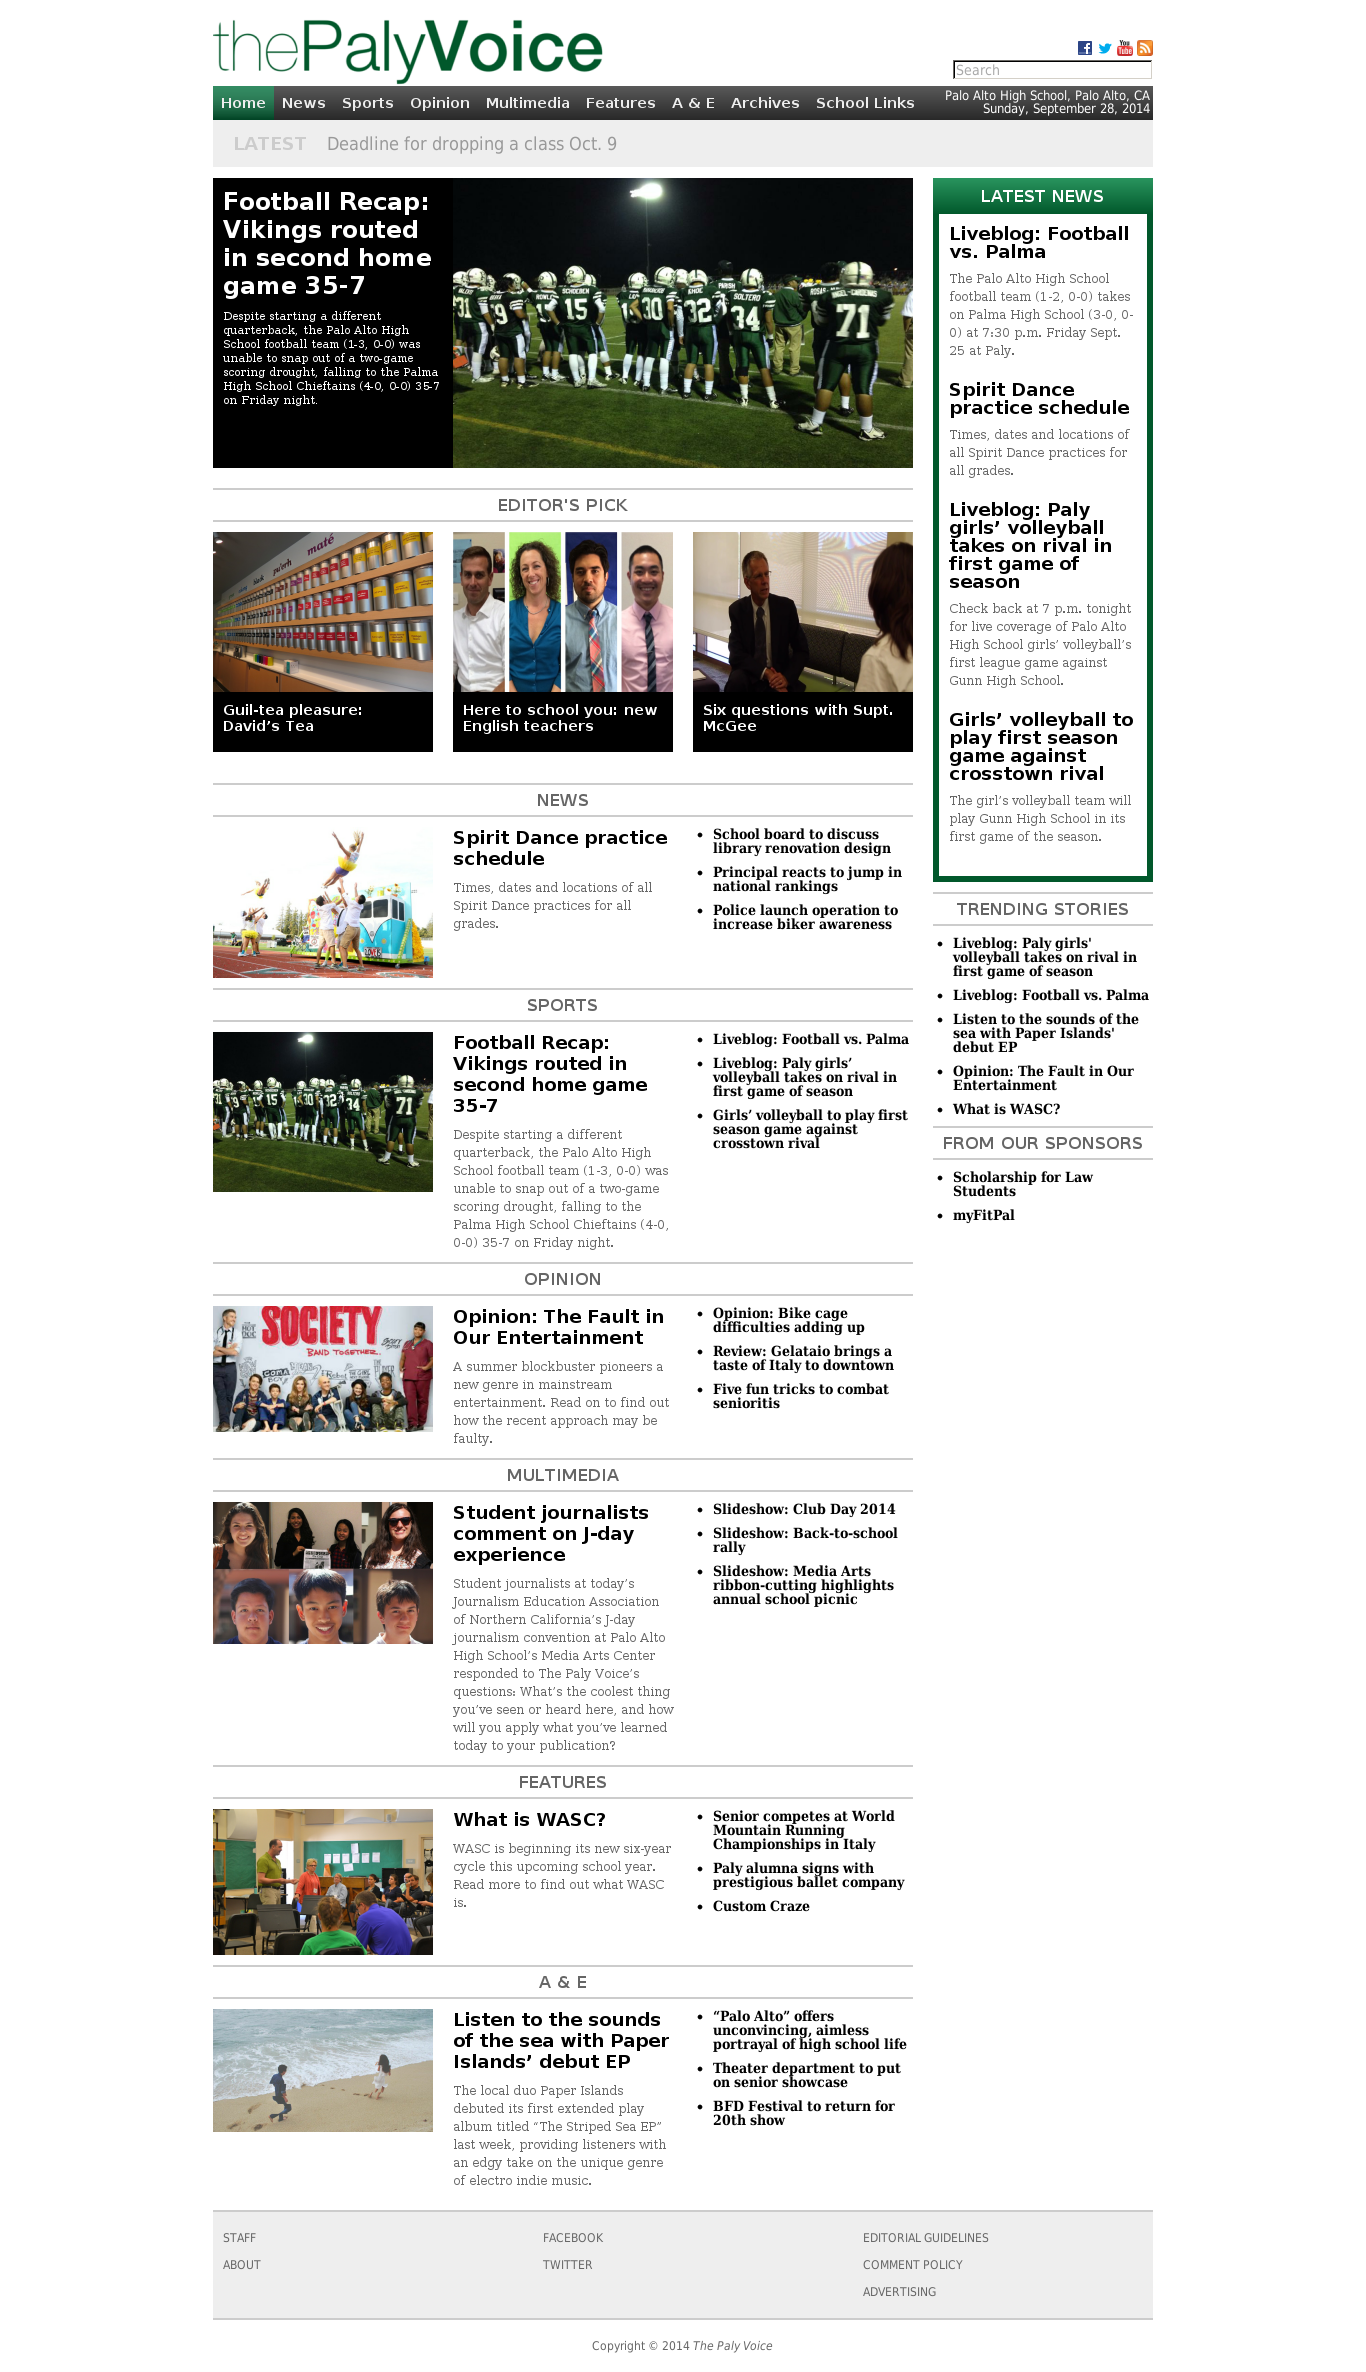 thePalyVoice
Search
Home News Sports Opinion Multimedia Features A & E Archives School Links
Palo Alto High School, Palo Alto, CA
Sunday, September 28, 2014
LATEST Deadline for dropping a class Oct. 9
Football Recap:
Vikings routed
in second home
game 35-7
Despite starting a different
quarterback, the Palo Alto High
School football team (1-3, 0-0) was
unable to snap out of a two-game
scoring drought, falling to the Palma
High School Chieftains (4-0, 0-0) 35-7
on Friday night.
EDITOR'S PICK
maté
Guil-tea pleasure:
David’s Tea
Here to school you: new
English teachers
Six questions with Supt.
McGee
NEWS
Spirit Dance practice
schedule
Times, dates and locations of all
Spirit Dance practices for all
grades.
• School board to discuss
library renovation design
• Principal reacts to jump in
national rankings
• Police launch operation to
increase biker awareness
SPORTS
Football Recap:
Vikings routed in
second home game
35-7
Despite starting a different
quarterback, the Palo Alto High
School football team (1-3, 0-0) was
unable to snap out of a two-game
scoring drought, falling to the
Palma High School Chieftains (4-0,
0-0) 35-7 on Friday night.
• Liveblog: Football vs. Palma
• Liveblog: Paly girls’
volleyball takes on rival in
first game of season
• Girls’ volleyball to play first
season game against
crosstown rival
OPINION
SOCIETY
BAND TOGETHER.
Opinion: The Fault in
Our Entertainment
A summer blockbuster pioneers a
new genre in mainstream
entertainment. Read on to find out
how the recent approach may be
faulty.
• Opinion: Bike cage
difficulties adding up
• Review: Gelataio brings a
taste of Italy to downtown
• Five fun tricks to combat
senioritis
MULTIMEDIA
Student journalists
comment on J-day
experience
Student journalists at today’s
Journalism Education Association
of Northern California’s J-day
journalism convention at Palo Alto
High School’s Media Arts Center
responded to The Paly Voice’s
questions: What’s the coolest thing
you’ve seen or heard here, and how
will you apply what you’ve learned
today to your publication?
• Slideshow: Club Day 2014
• Slideshow: Back-to-school
rally
• Slideshow: Media Arts
ribbon-cutting highlights
annual school picnic
FEATURES
What is WASC?
WASC is beginning its new six-year
cycle this upcoming school year.
Read more to find out what WASC
is.
• Senior competes at World
Mountain Running
Championships in Italy
• Paly alumna signs with
prestigious ballet company
• Custom Craze
A & E
Listen to the sounds
of the sea with Paper
Islands’ debut EP
The local duo Paper Islands
debuted its first extended play
album titled “The Striped Sea EP”
last week, providing listeners with
an edgy take on the unique genre
of electro indie music.
• “Palo Alto” offers
unconvincing, aimless
portrayal of high school life
• Theater department to put
on senior showcase
• BFD Festival to return for
20th show
LATEST NEWS
Liveblog: Football
vs. Palma
The Palo Alto High School
football team (1-2, 0-0) takes
on Palma High School (3-0, 0-
0) at 7:30 p.m. Friday Sept.
25 at Paly.
Spirit Dance
practice schedule
Times, dates and locations of
all Spirit Dance practices for
all grades.
Liveblog: Paly
girls’ volleyball
takes on rival in
first game of
season
Check back at 7 p.m. tonight
for live coverage of Palo Alto
High School girls’ volleyball’s
first league game against
Gunn High School.
Girls’ volleyball to
play first season
game against
crosstown rival
The girl’s volleyball team will
play Gunn High School in its
first game of the season.
TRENDING STORIES
• Liveblog: Paly girls'
volleyball takes on rival in
first game of season
• Liveblog: Football vs. Palma
• Listen to the sounds of the
sea with Paper Islands'
debut EP
• Opinion: The Fault in Our
Entertainment
• What is WASC?
FROM OUR SPONSORS
• Scholarship for Law
Students
• myFitPal
STAFF
ABOUT
FACEBOOK
TWITTER
EDITORIAL GUIDELINES
COMMENT POLICY
ADVERTISING
Copyright © 2014 The Paly Voice